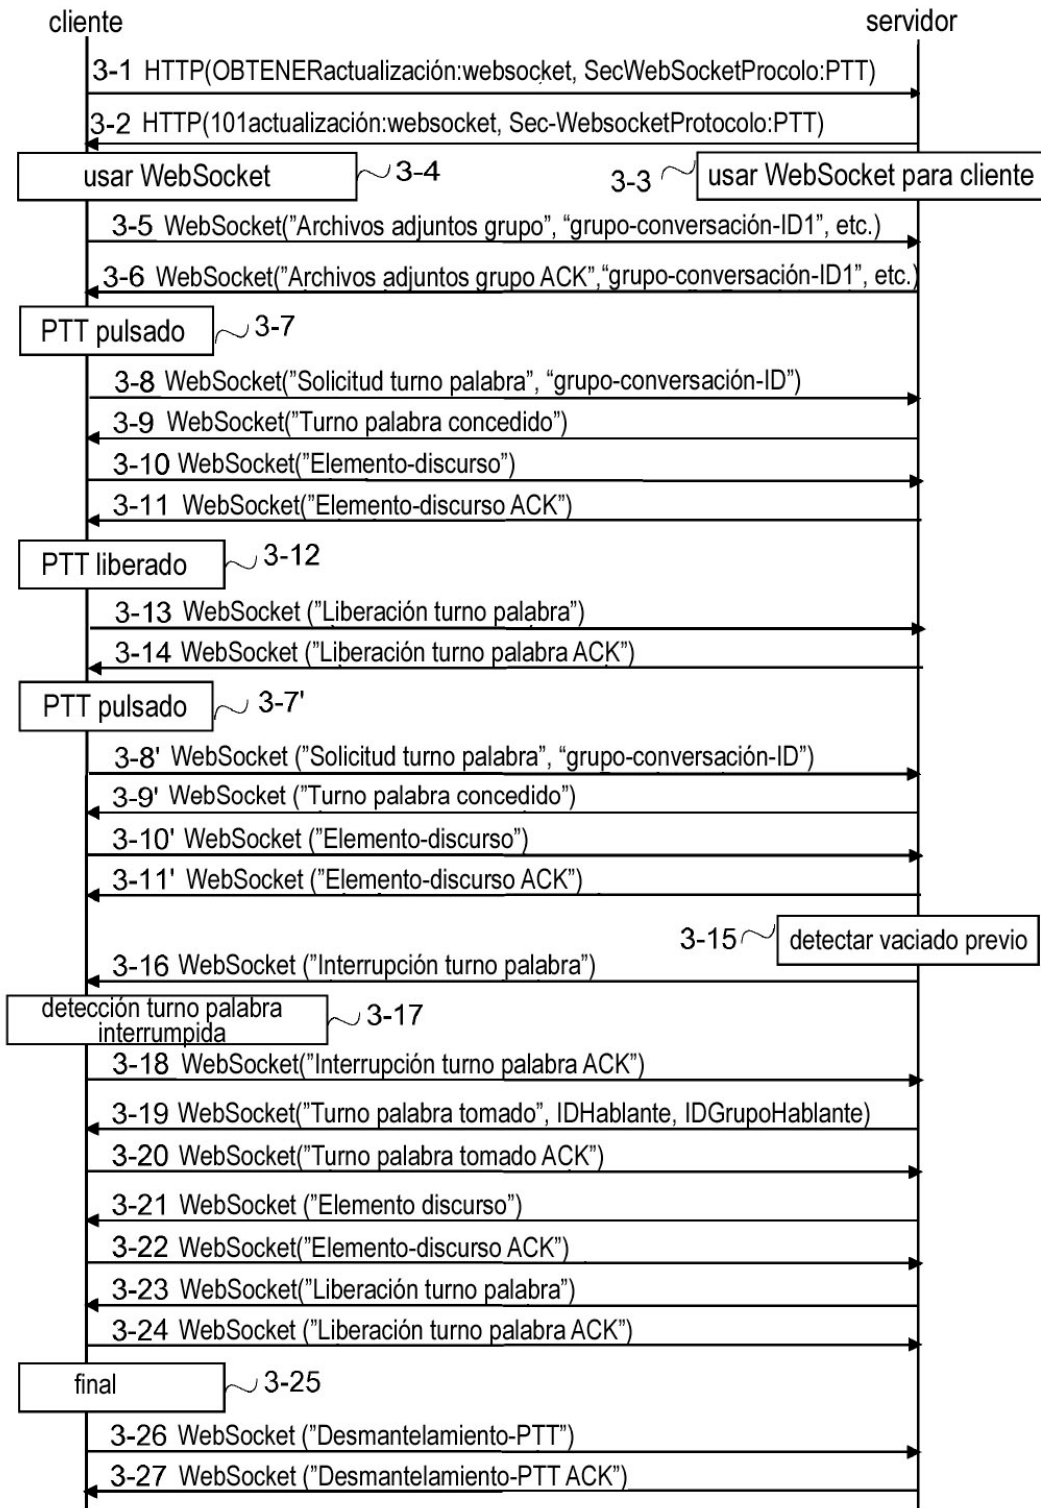 cliente
servidor
3-1 HTTP(OBTENERactualización:websocket, SecWebSocketProcolo:PTT)
3-2 HTTP(101actualización:websocket, Sec-WebsocketProtocolo:PTT)
usar WebSocket
3-4
3-3
usar WebSocket para cliente
3-5 WebSocket("Archivos adjuntos grupo", “grupo-conversación-ID1", etc.)
3-6 WebSocket("Archivos adjuntos grupo ACK",“grupo-conversación-ID1", etc.)
PTT pulsado
3-7
3-8 WebSocket("Solicitud turno palabra", “grupo-conversación-ID")
3-9 WebSocket("Turno palabra concedido")
3-10 WebSocket("Elemento-discurso")
3-11 WebSocket("Elemento-discurso ACK")
PTT liberado
3-12
3-13 WebSocket ("Liberación turno palabra")
3-14 WebSocket ("Liberación turno palabra ACK")
PTT pulsado
3-7'
3-8' WebSocket ("Solicitud turno palabra", “grupo-conversación-ID")
3-9' WebSocket ("Turno palabra concedido")
3-10' WebSocket ("Elemento-discurso")
3-11' WebSocket ("Elemento-discurso ACK")
3-15
detectar vaciado previo
3-16 WebSocket ("Interrupción turno palabra")
detección turno palabra
interrumpida
3-17
3-18 WebSocket("Interrupción turno palabra ACK")
3-19 WebSocket("Turno palabra tomado", IDHablante, IDGrupoHablante)
3-20 WebSocket("Turno palabra tomado ACK")
3-21 WebSocket ("Elemento discurso")
3-22 WebSocket("Elemento-discurso ACK")
3-23 WebSocket("Liberación turno palabra")
3-24 WebSocket ("Liberación turno palabra ACK")
final
3-25
3-26 WebSocket ("Desmantelamiento-PTT")
3-27 WebSocket ("Desmantelamiento-PTT ACK")